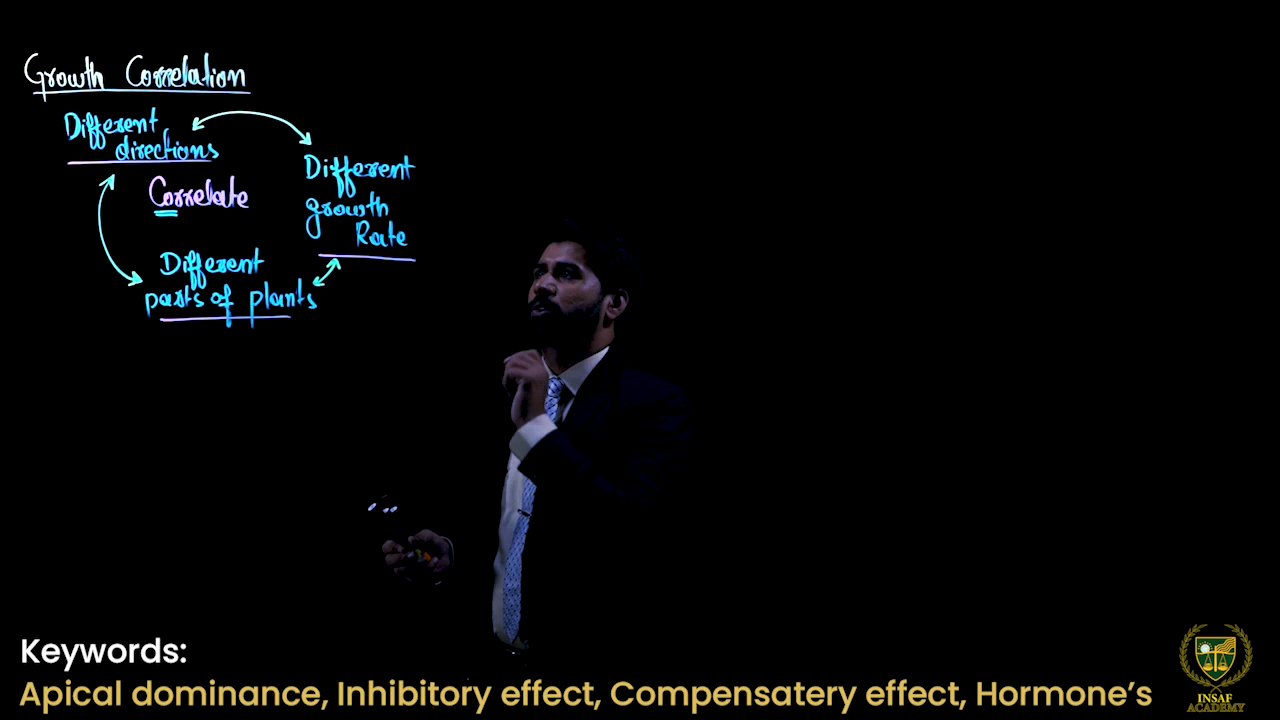 Growth Correlation
Different
directions
Correlate
Different
growth
Rate
Different
parts of plants
Keywords:
Apical dominance, Inhibitory effect, Compensatery effect, Hormone’s
INSAF
ACADEMY